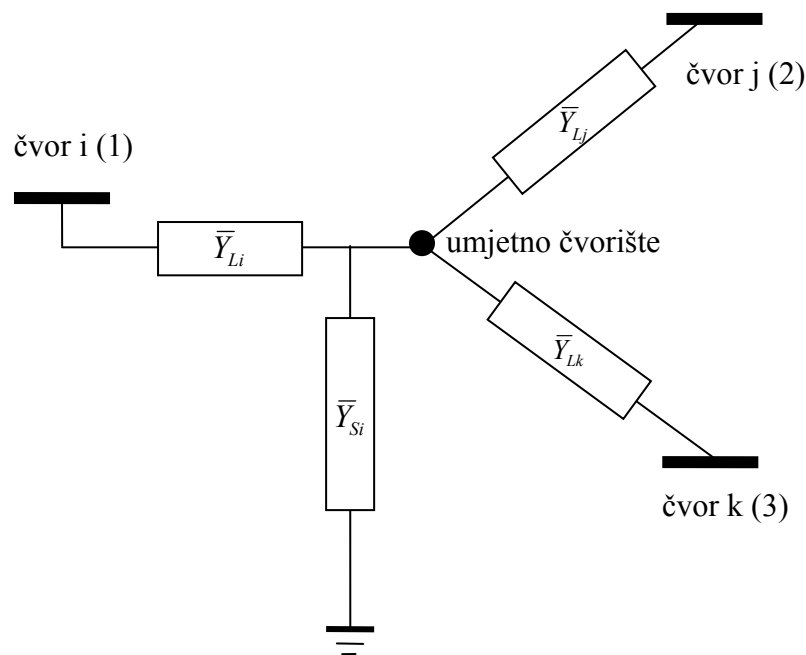 čvor j (2)
Y̅Lj
čvor i (1)
Y̅Li
umjetno čvorište
Y̅Lk
Y̅Si
čvor k (3)